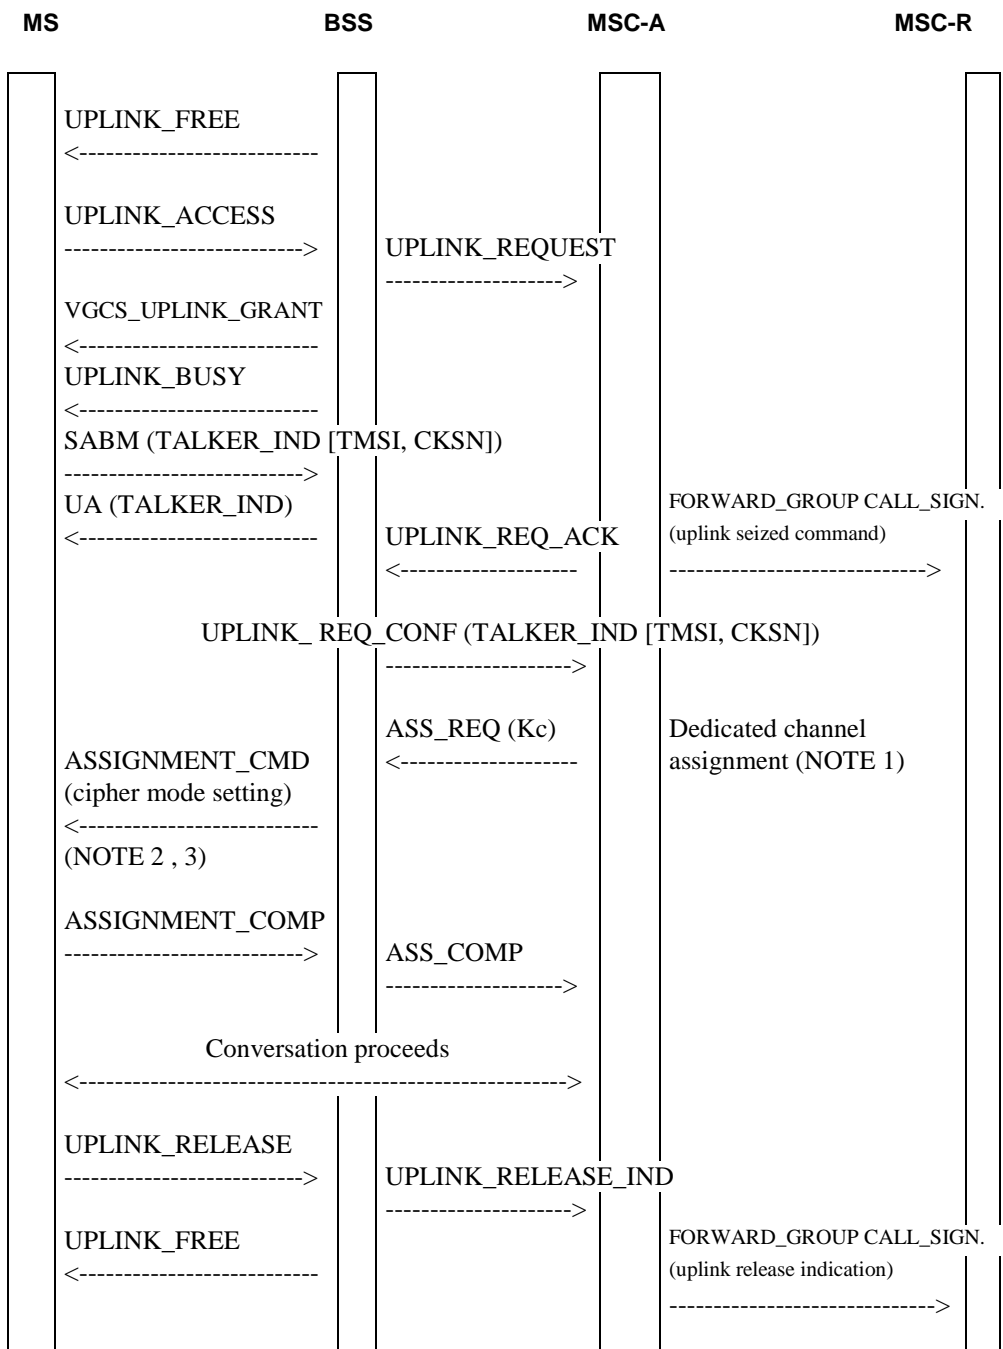 MS BSS MSC-A MSC-R
UPLINK_FREE
<---------------------------
UPLINK_ACCESS
---------------------------> UPLINK_REQUEST
-------------------->
VGCS_UPLINK_GRANT
<---------------------------
UPLINK_BUSY
<---------------------------
SABM (TALKER_IND [TMSI, CKSN])
--------------------------->
UA (TALKER_IND) FORWARD_GROUP CALL_SIGN.
<--------------------------- UPLINK_REQ_ACK (uplink seized command)
<-------------------- ----------------------------->
UPLINK_ REQ_CONF (TALKER_IND [TMSI, CKSN])
--------------------->
ASS_REQ (Kc) Dedicated channel
ASSIGNMENT_CMD <-------------------- assignment (NOTE 1)
(cipher mode setting)
<---------------------------
(NOTE 2 , 3)
ASSIGNMENT_COMP
---------------------------> ASS_COMP
-------------------->
Conversation proceeds
<------------------------------------------------------->
UPLINK_RELEASE
---------------------------> UPLINK_RELEASE_IND
--------------------->
UPLINK_FREE FORWARD_GROUP CALL_SIGN.
<--------------------------- (uplink release indication)
------------------------------>